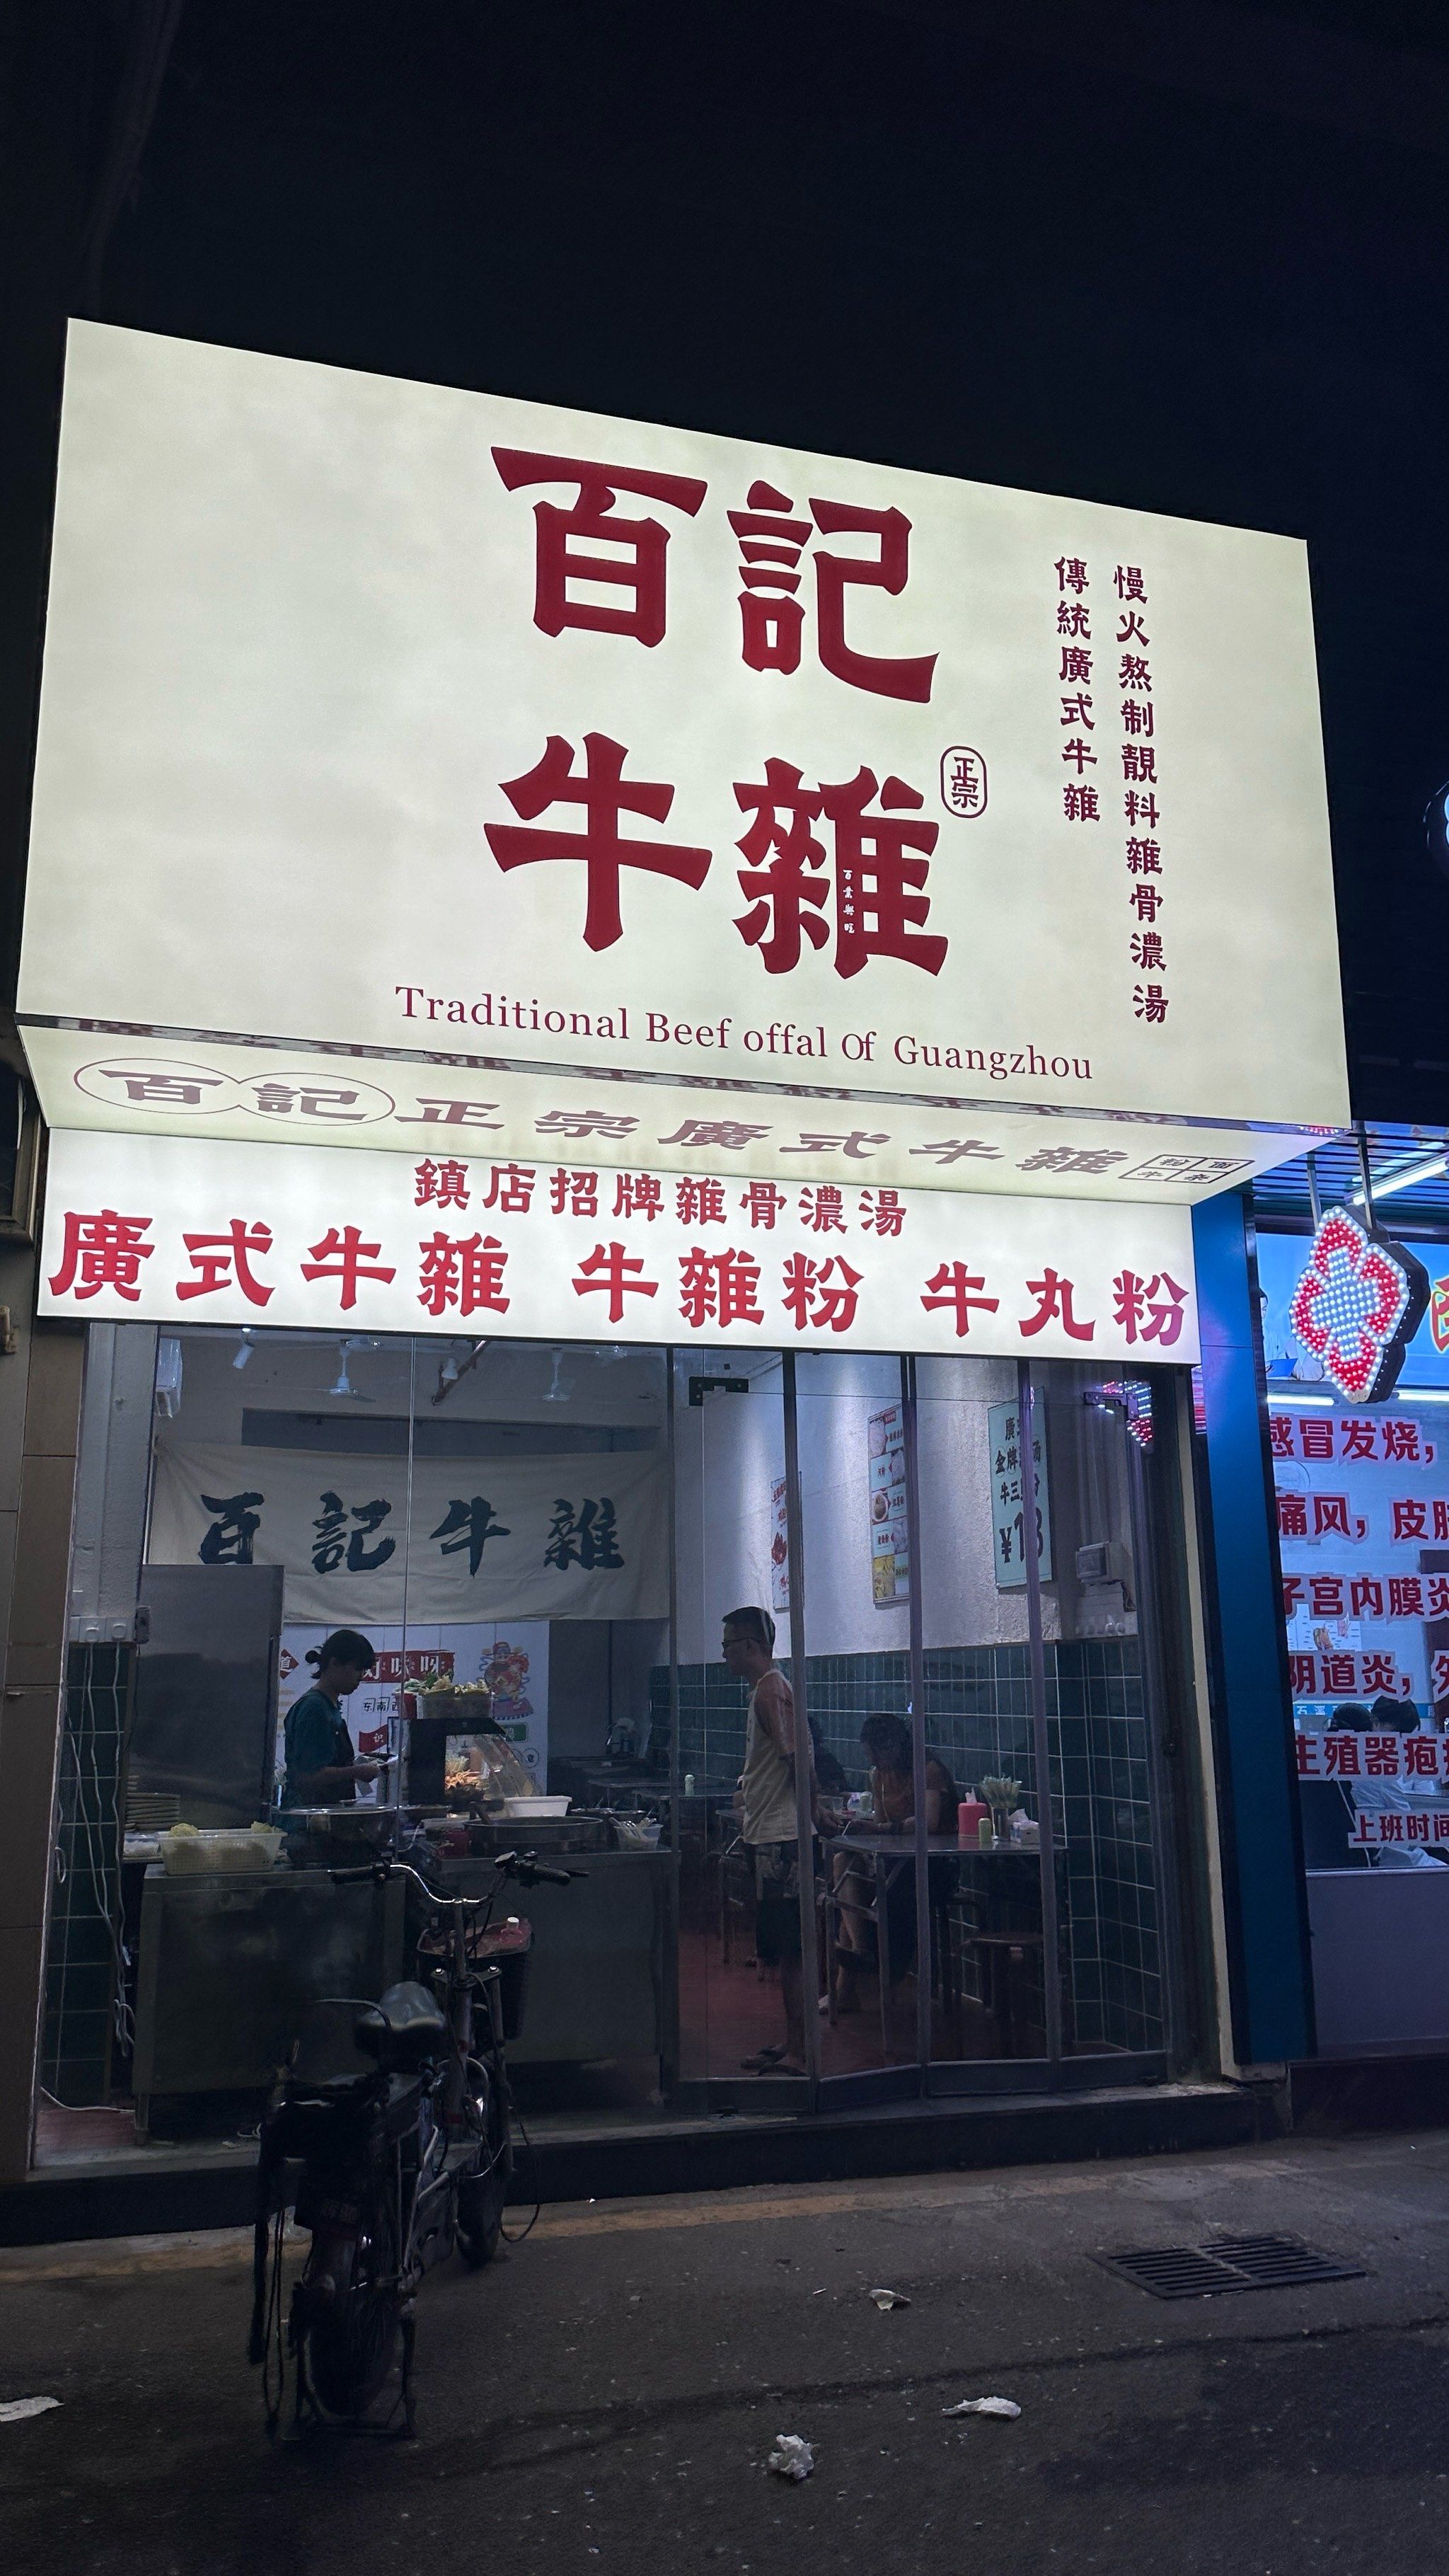 百記
牛雜
正宗
慢火熬制靚料雜骨濃湯
傳統廣式牛雜
Traditional Beef offal Of Guangzhou
百記正宗廣式牛雜
鎮店招牌雜骨濃湯
廣式牛雜 牛雜粉 牛丸粉
百記牛雜
¥18
感冒发烧，
痛风，皮肤
子宫内膜炎
阴道炎，
生殖器疱
上班时间